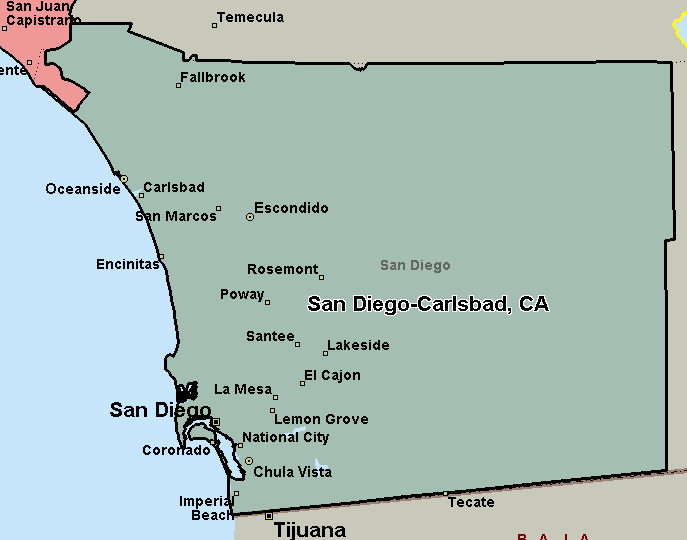 San Juan
Capistrano
Temecula
ente
Fallbrook
Oceanside
Carlsbad
San Marcos
Escondido
Encinitas
Rosemont
San Diego
Poway
San Diego-Carlsbad, CA
Santee
Lakeside
El Cajon
La Mesa
San Diego
Lemon Grove
National City
Coronado
Chula Vista
Imperial
Beach
Tecate
Tijuana
B A J A